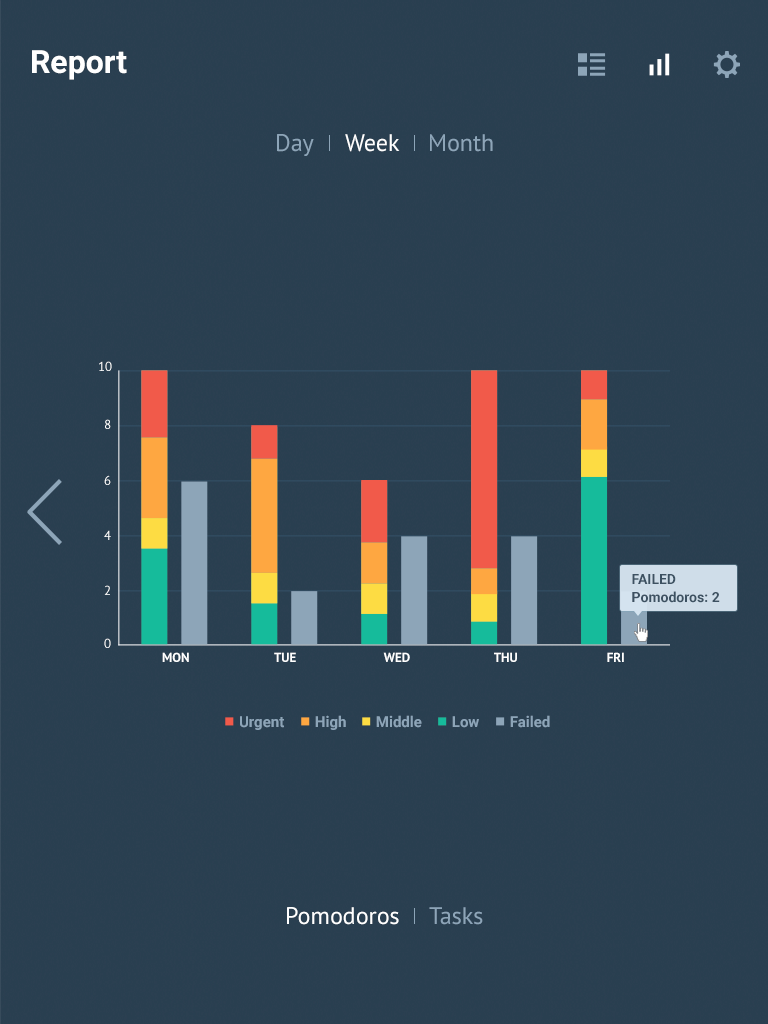 Report
Day | Week | Month
10
8
6
4
2
0
FAILED
Pomodoros: 2
MON TUE WED THU FRI
Urgent High Middle Low Failed
Pomodoros | Tasks